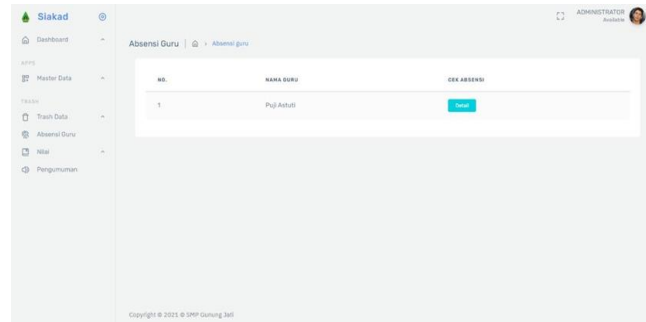 Siakad
ADMINISTRATOR
Available
Dashboard
Absensi Guru
Absensi guru
APPS
Master Data
NO. NAMA GURU CEK ABSENSI
1 Puji Astuti Detail
TRASH
Trash Data
Absensi Guru
Nilai
Pengumuman
Copyright © 2021 © SMP Gunung Jati